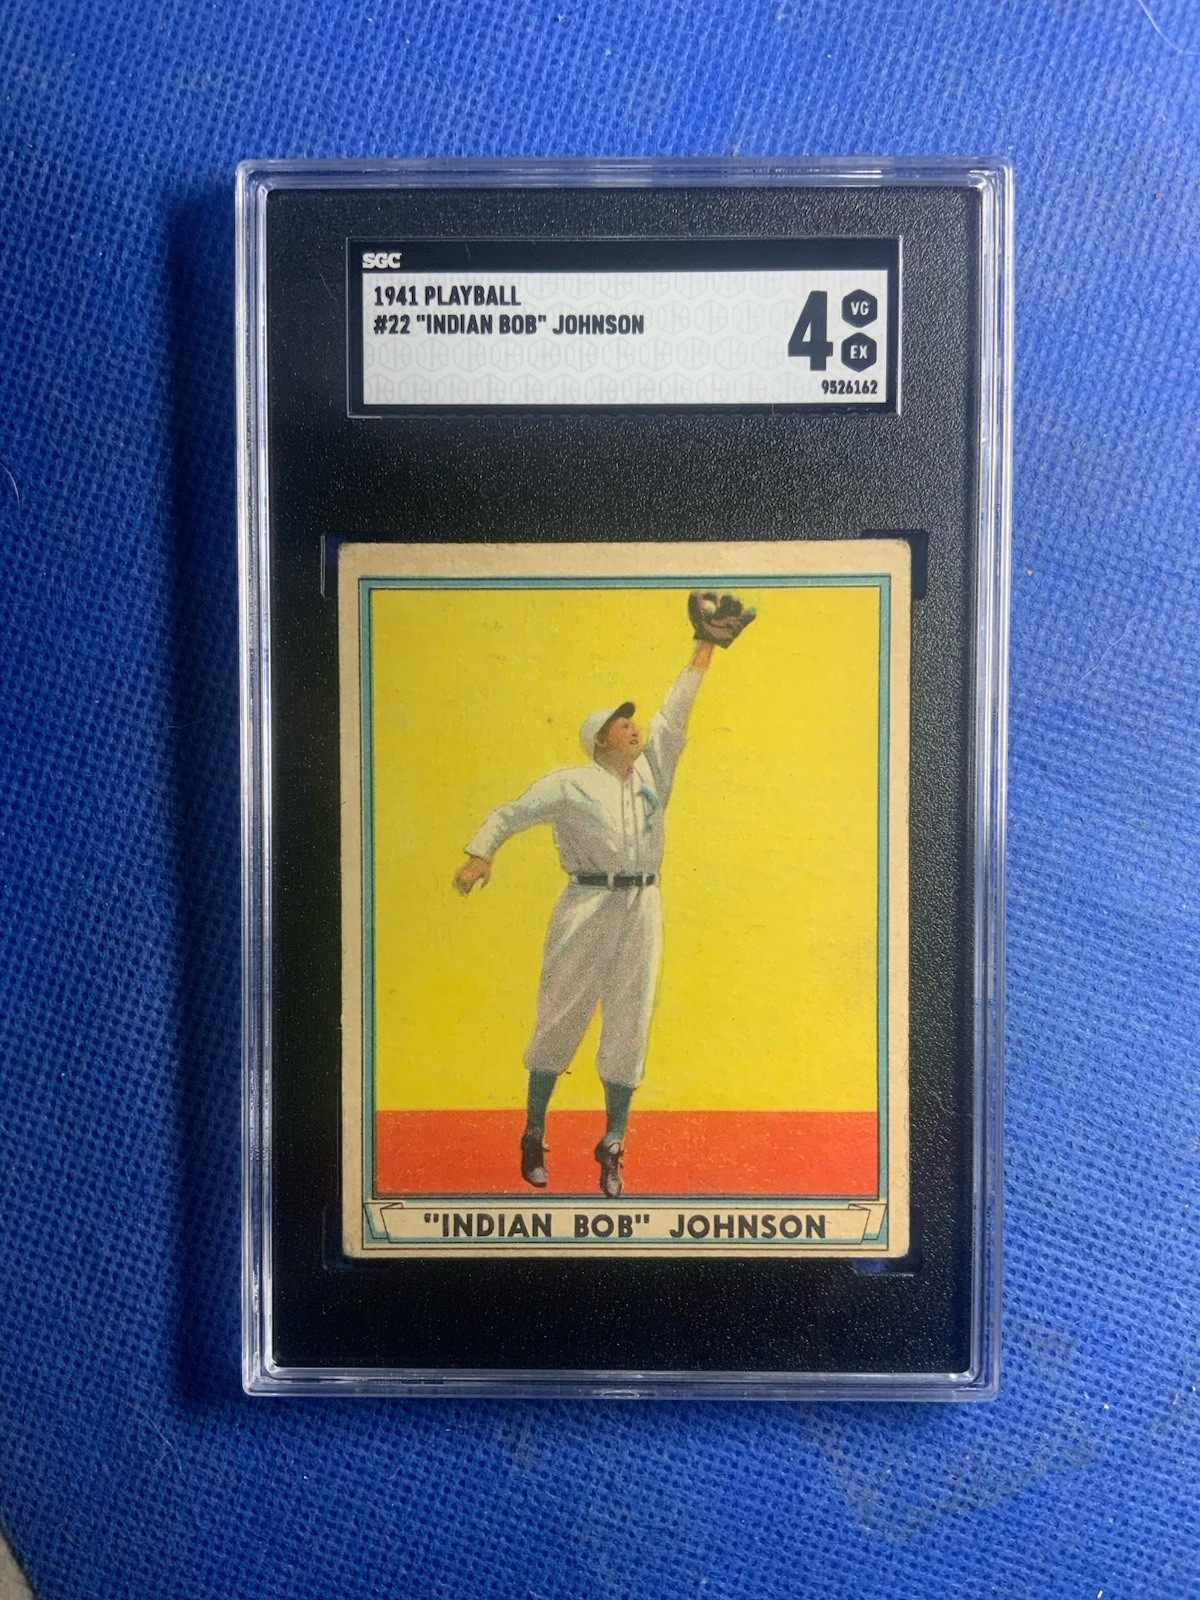 SGC
1941 PLAYBALL
#22 "INDIAN BOB" JOHNSON
4
VG
EX
9526162
"INDIAN BOB" JOHNSON